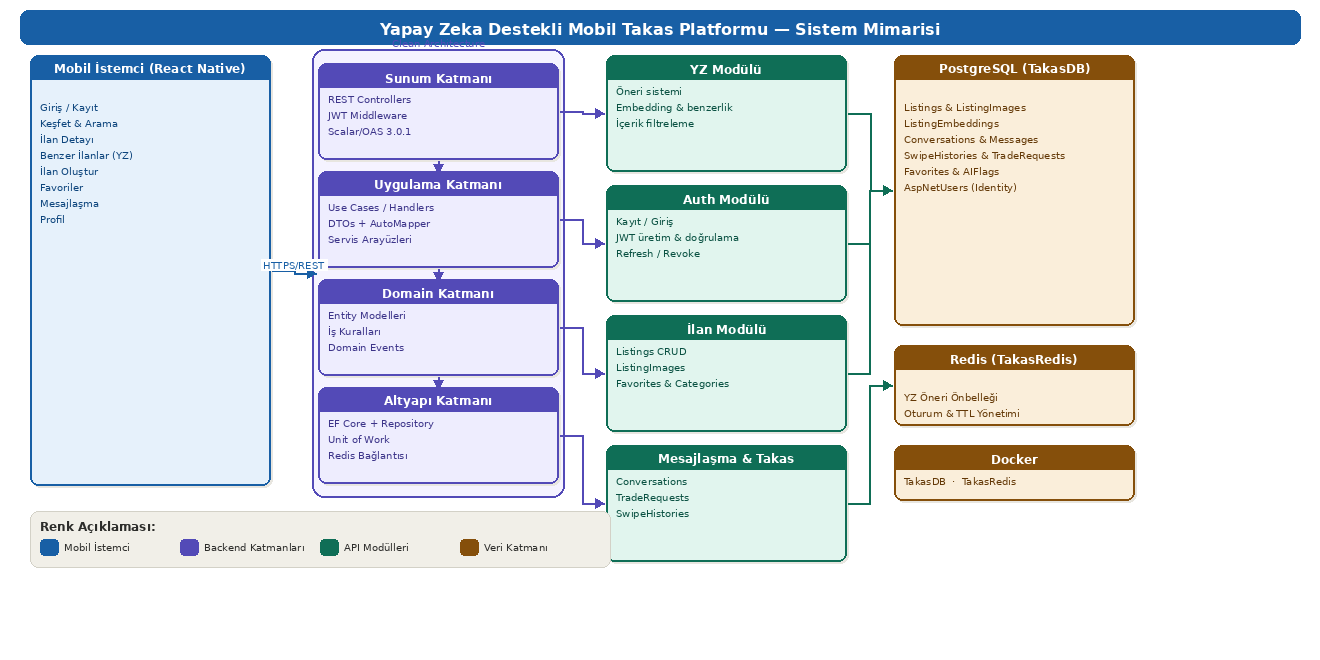 Yapay Zeka Destekli Mobil Takas Platformu — Sistem Mimarisi
Mobil İstemci (React Native)
Giriş / Kayıt
Keşfet & Arama
İlan Detayı
Benzer İlanlar (YZ)
İlan Oluştur
Favoriler
Mesajlaşma
Profil
HTTPS/REST
Clean Architecture
Sunum Katmanı
REST Controllers
JWT Middleware
Scalar/OAS 3.0.1
Uygulama Katmanı
Use Cases / Handlers
DTOs + AutoMapper
Servis Arayüzleri
Domain Katmanı
Entity Modelleri
İş Kuralları
Domain Events
Altyapı Katmanı
EF Core + Repository
Unit of Work
Redis Bağlantısı
YZ Modülü
Öneri sistemi
Embedding & benzerlik
İçerik filtreleme
Auth Modülü
Kayıt / Giriş
JWT üretim & doğrulama
Refresh / Revoke
İlan Modülü
Listings CRUD
ListingImages
Favorites & Categories
Mesajlaşma & Takas
Conversations
TradeRequests
SwipeHistories
PostgreSQL (TakasDB)
Listings & ListingImages
ListingEmbeddings
Conversations & Messages
SwipeHistories & TradeRequests
Favorites & AIFlags
AspNetUsers (Identity)
Redis (TakasRedis)
YZ Öneri Önbelleği
Oturum & TTL Yönetimi
Docker
TakasDB · TakasRedis
Renk Açıklaması:
Mobil İstemci
Backend Katmanları
API Modülleri
Veri Katmanı